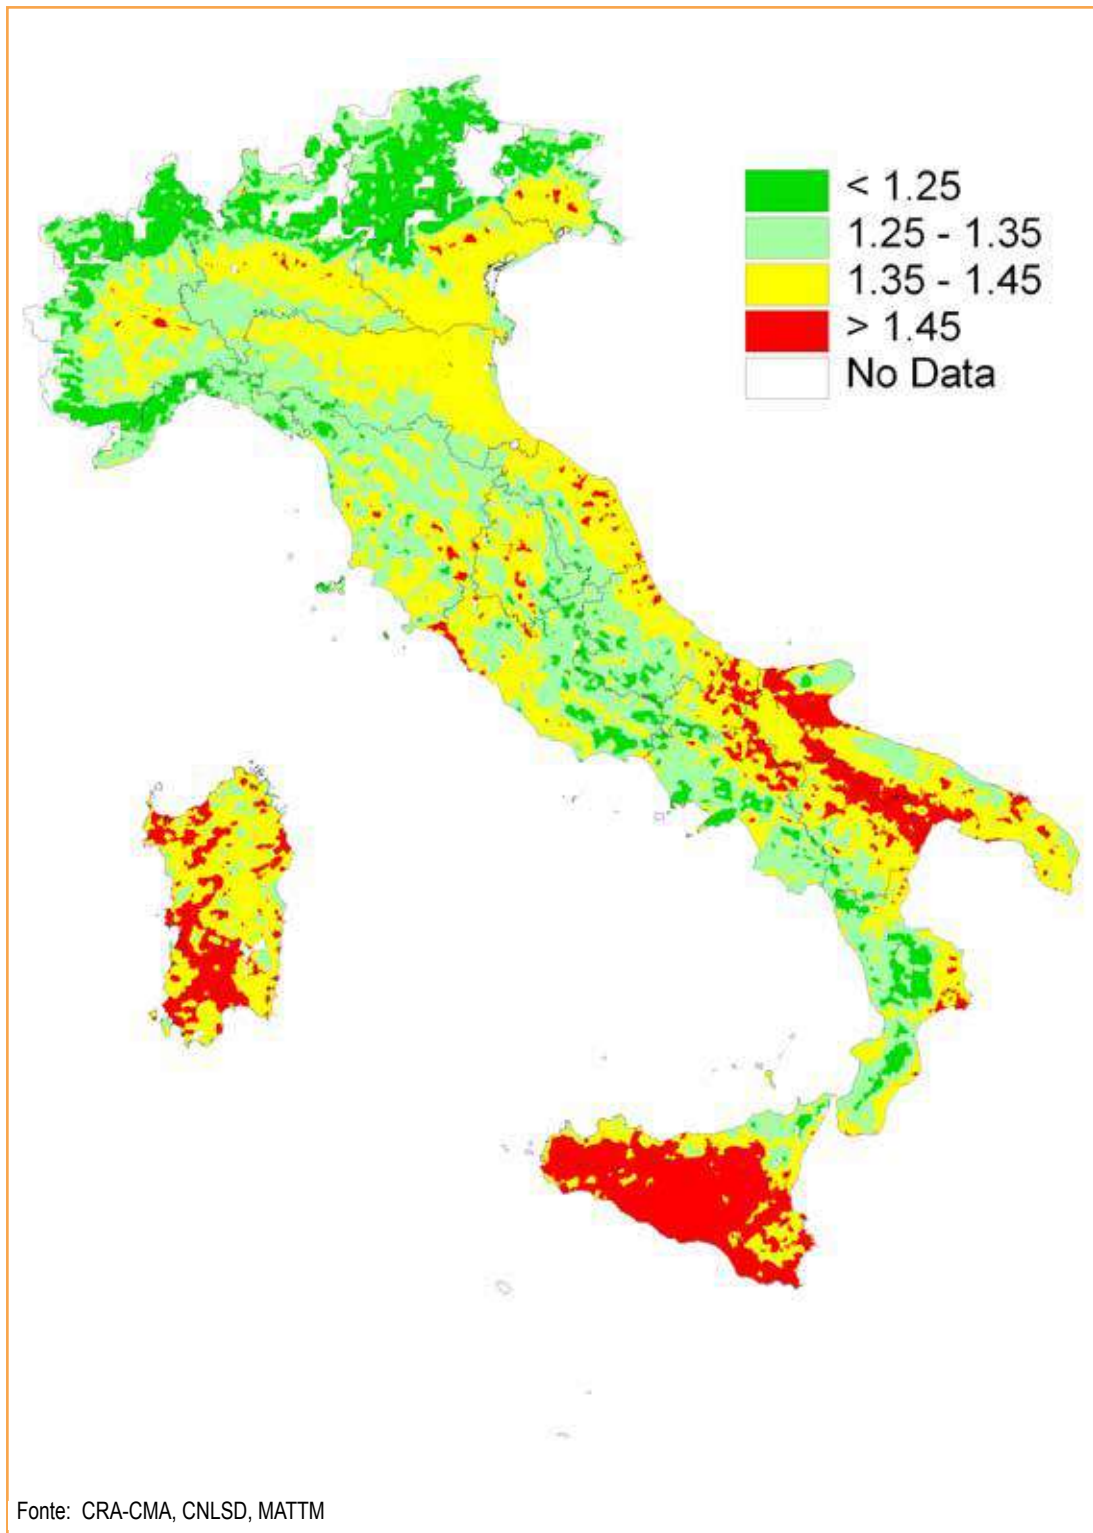 < 1.25
1.25 - 1.35
1.35 - 1.45
> 1.45
No Data
Fonte: CRA-CMA, CNLSD, MATTM